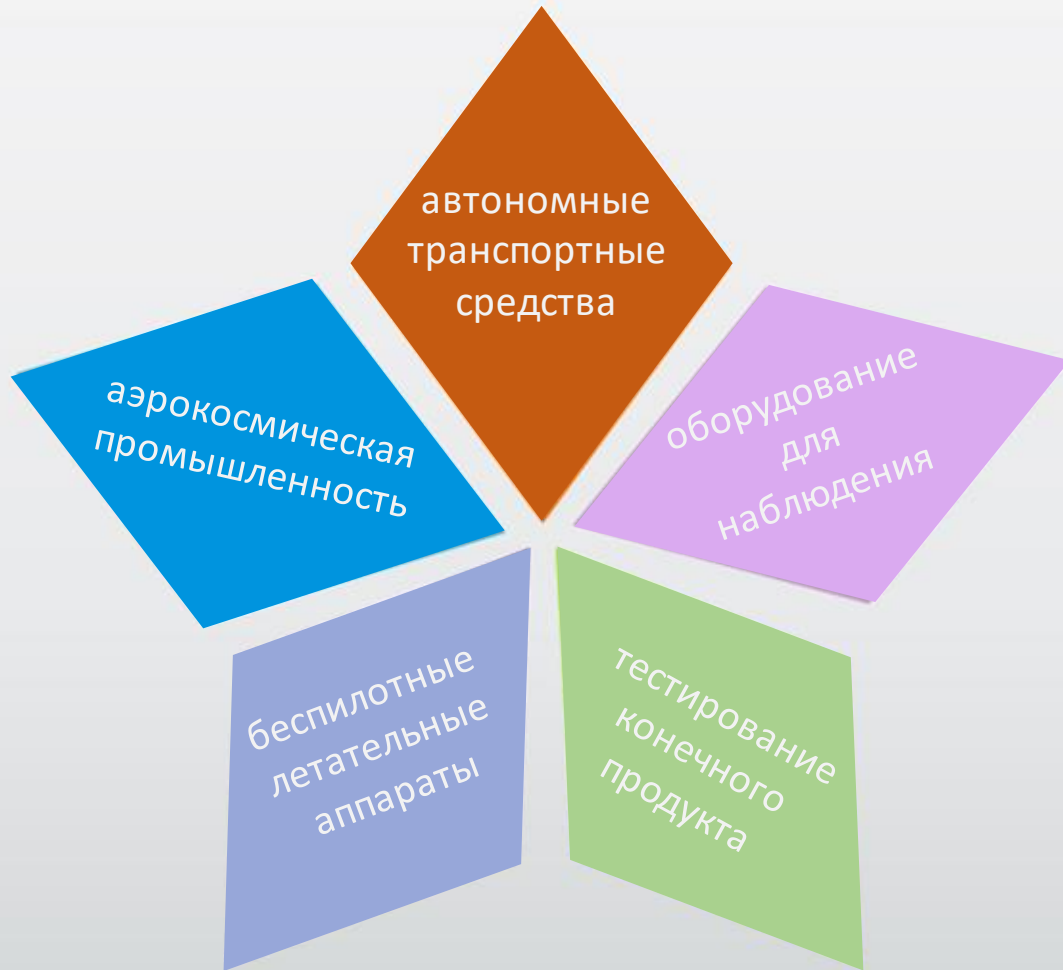 автономные
транспортные
средства
аэрокосмическая
промышленность
оборудование
для
наблюдения
беспилотные
летательные
аппараты
тестирование
конечного
продукта